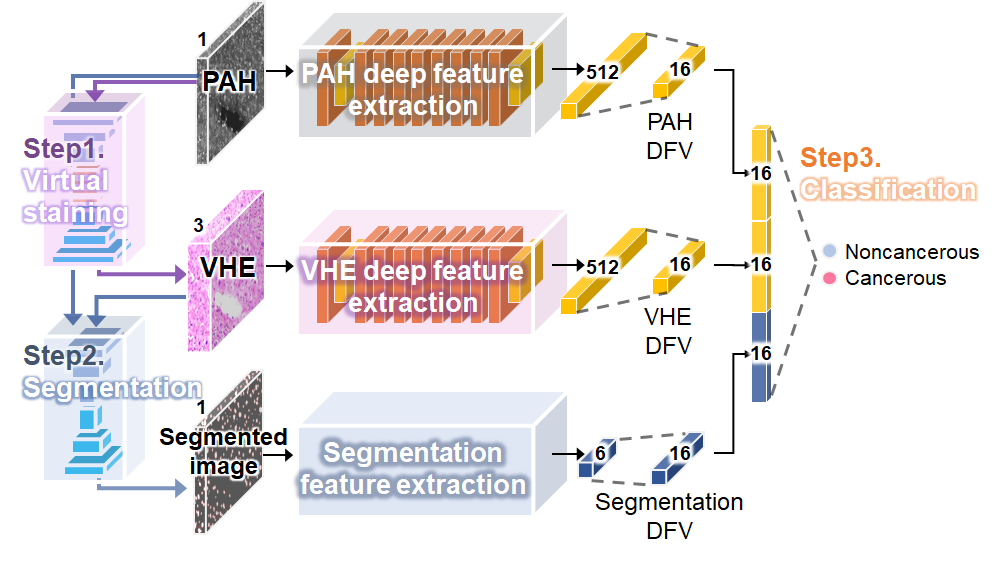 1
PAH
PAH deep feature
extraction
512
16
PAH
DFV
Step1.
Virtual
staining
3
VHE
VHE deep feature
extraction
512
16
VHE
DFV
Step2.
Segmentation
1
Segmented
image
Segmentation
feature extraction
6
16
Segmentation
DFV
16
16
16
Step3.
Classification
Noncancerous
Cancerous